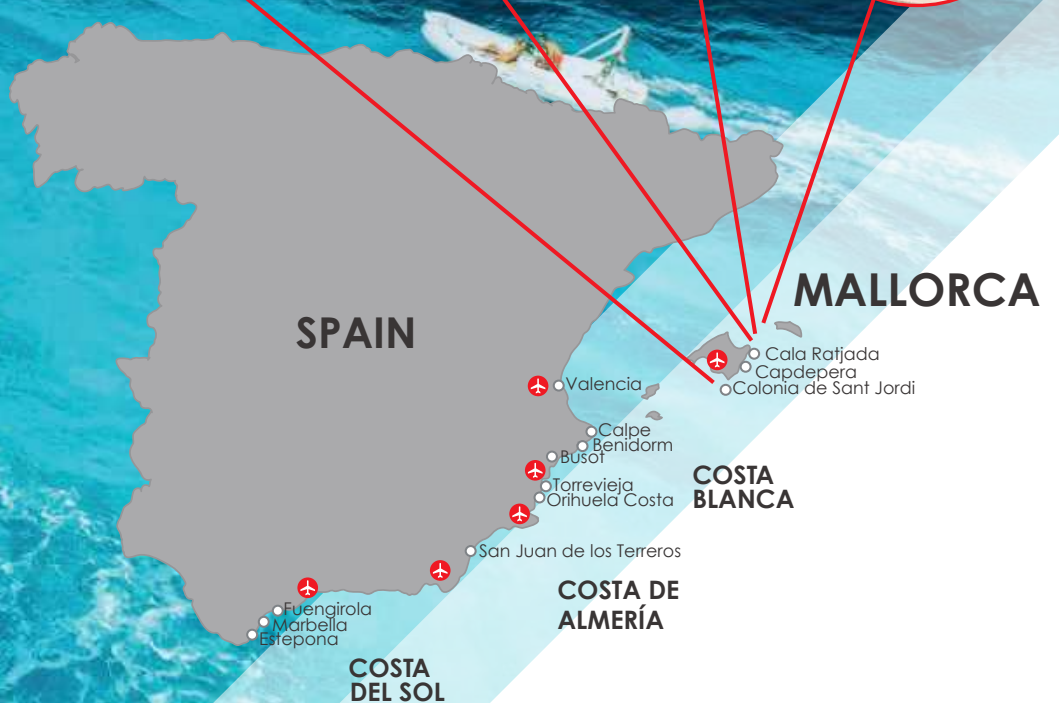 MALLORCA
SPAIN
Cala Ratjada
Capdepera
Colonia de Sant Jordi
Valencia
Calpe
Benidorm
Busot
COSTA
BLANCA
Torrevieja
Orihuela Costa
San Juan de los Terreros
COSTA DE
ALMERÍA
Fuengirola
Marbella
Estepona
COSTA
DEL SOL